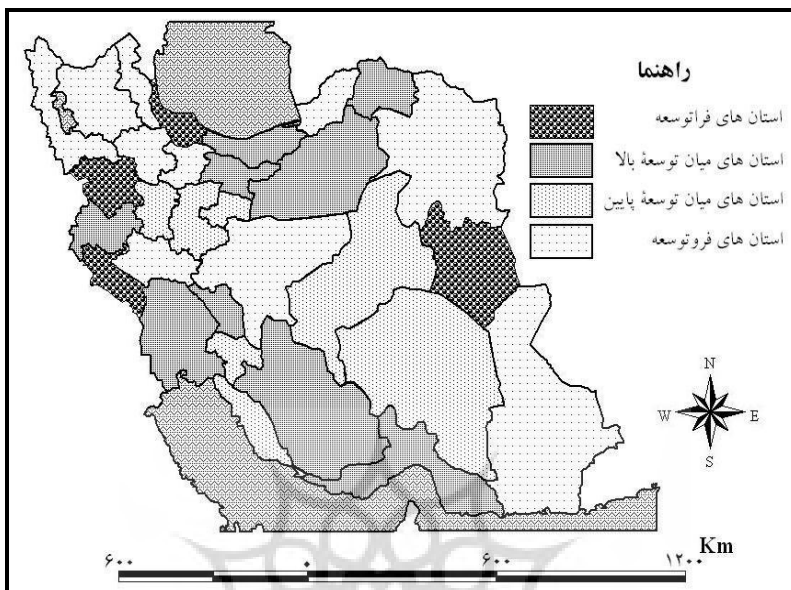 راهنما
استان های فراتوسعه
استان های میان توسعهٔ بالا
استان های میان توسعهٔ پایین
استان های فروتوسعه
N
W E
S
Km
۶۰۰ ۰ ۶۰۰ ۱۲۰۰